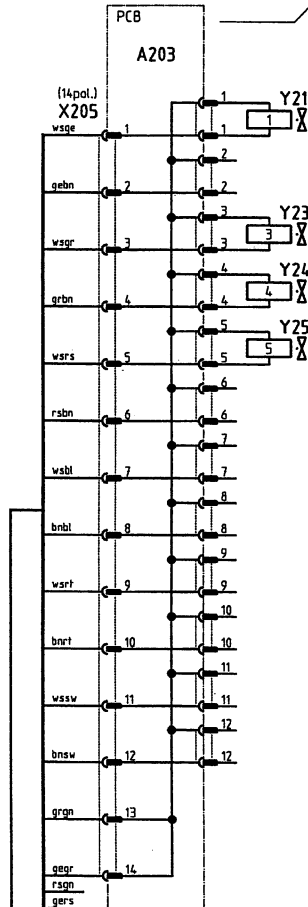 PCB
A203
(14pol.)
X205
1 Y21
1
wsge 1 1
2
gebn 2 2
3 Y23
3
wsgr 3 3
4 Y24
4
grbn 4 4
5 Y25
5
wsrs 5 5
6
rsbn 6 6
7
wsbl 7 7
8
bnbl 8 8
9
wsrt 9 9
10
bnrt 10 10
11
wssw 11 11
12
bnsw 12 12
grgn 13
gegr 14
rsgn
gers